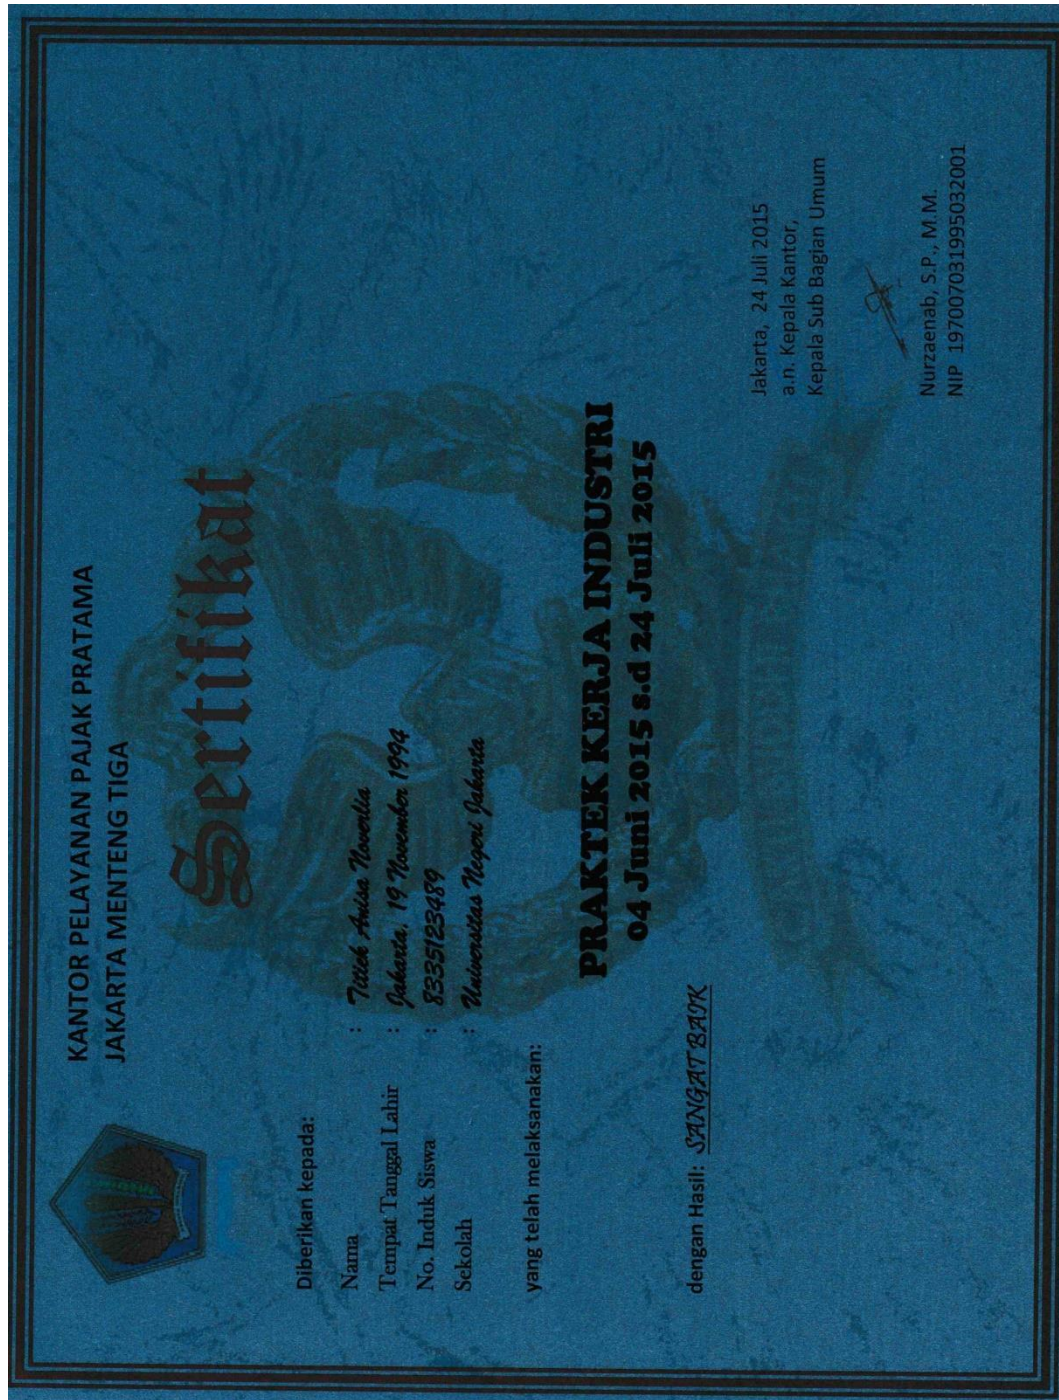 KANTOR PELAYANAN PAJAK PRATAMA
JAKARTA MENTENG TIGA
Sertifikat
Diberikan kepada:
Nama : Titiek Anisa Noverlia
Tempat Tanggal Lahir : Jakarta, 19 November 1994
No. Induk Siswa : 8335123489
Sekolah : Universitas Negeri Jakarta
yang telah melaksanakan:
PRAKTEK KERJA INDUSTRI
04 Juni 2015 s.d 24 Juli 2015
dengan Hasil: SANGAT BAIK
Jakarta, 24 Juli 2015
a.n. Kepala Kantor,
Kepala Sub Bagian Umum
Nurzaenab, S.P., M.M.
NIP 197007031995032001